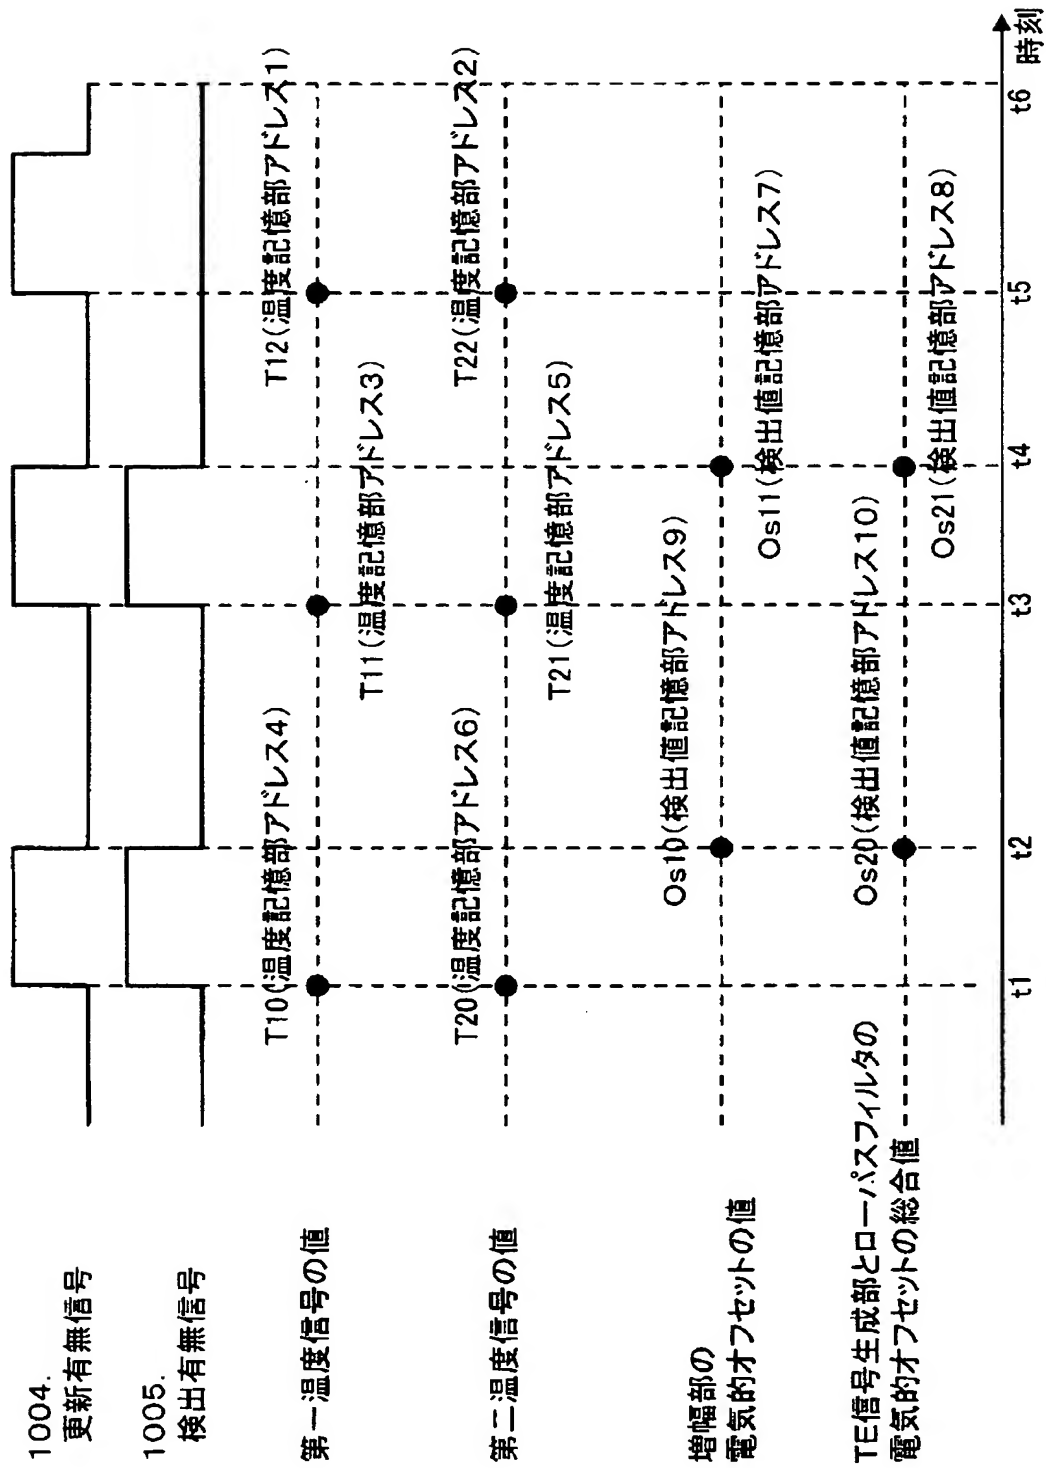 1004.
更新有無信号
1005.
検出有無信号
第一温度信号の値
T10(温度記憶部アドレス4)
T11(温度記憶部アドレス3)
T12(温度記憶部アドレス1)
第二温度信号の値
T20(温度記憶部アドレス6)
T21(温度記憶部アドレス5)
T22(温度記憶部アドレス2)
増幅部の
電気的オフセットの値
Os10(検出値記憶部アドレス9)
Os11(検出値記憶部アドレス7)
TE信号生成部とローパスフィルタの
電気的オフセットの総合値
Os20(検出値記憶部アドレス10)
Os21(検出値記憶部アドレス8)
t1
t2
t3
t4
t5
t6
時刻